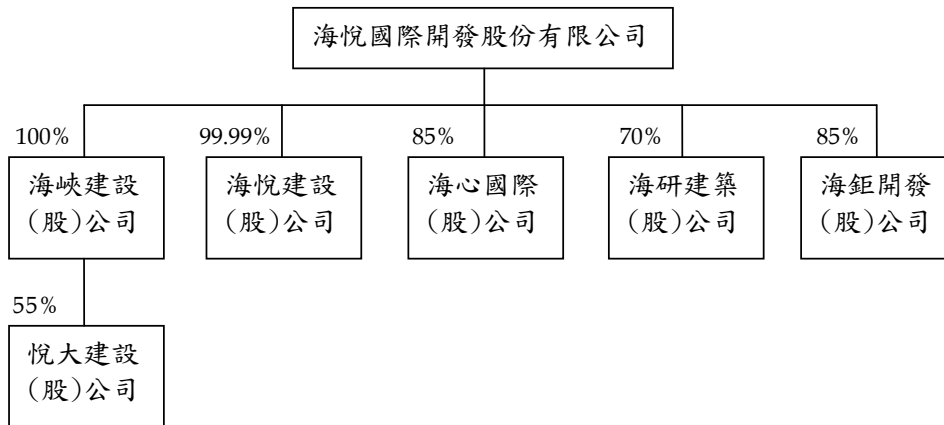 海悅國際開發股份有限公司
100%
99.99%
85%
70%
85%
海峽建設
(股)公司
海悅建設
(股)公司
海心國際
(股)公司
海研建築
(股)公司
海鉅開發
(股)公司
55%
悅大建設
(股)公司